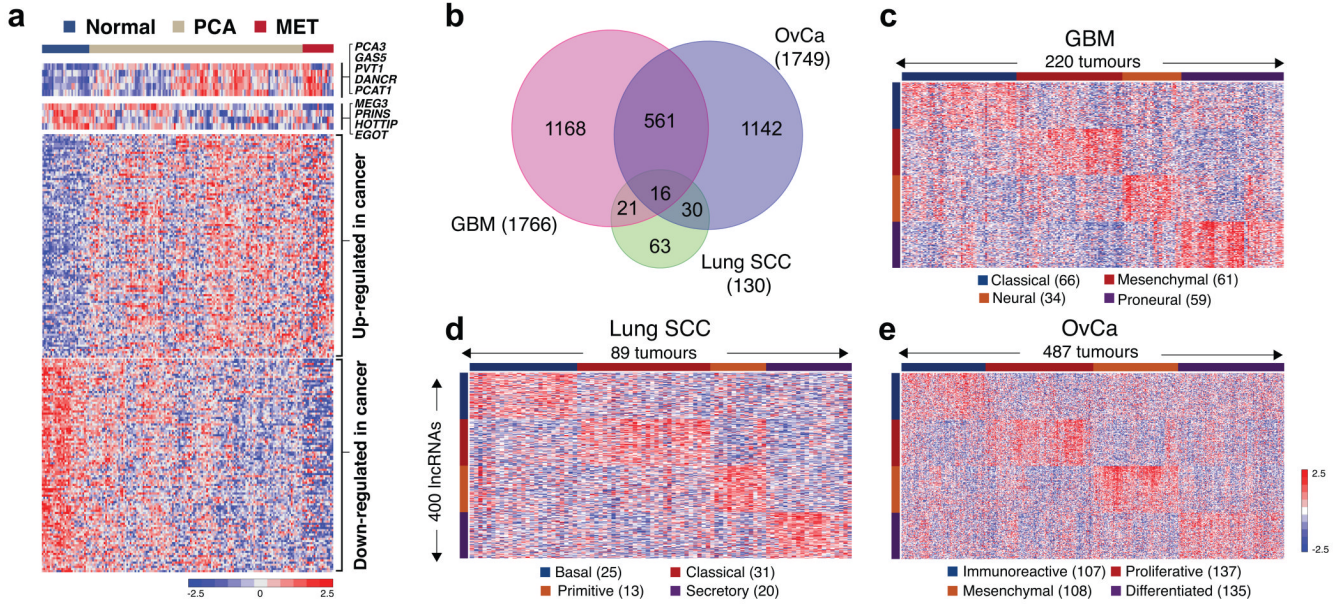 a
Normal PCA MET
PCA3
GAS5
PVT1
DANCR
PCAT1
MEG3
PRINS
HOTTIP
EGOT
Up-regulated in cancer
Down-regulated in cancer
-2.5 0 2.5
b
OvCa
(1749)
1168 561 1142
16
21 30
63
GBM (1766)
Lung SCC
(130)
c
GBM
220 tumours
Classical (66) Mesenchymal (61)
Neural (34) Proneural (59)
d
Lung SCC
89 tumours
400 lncRNAs
Basal (25) Classical (31)
Primitive (13) Secretory (20)
e
OvCa
487 tumours
Immunoreactive (107) Proliferative (137)
Mesenchymal (108) Differentiated (135)
2.5
0
-2.5